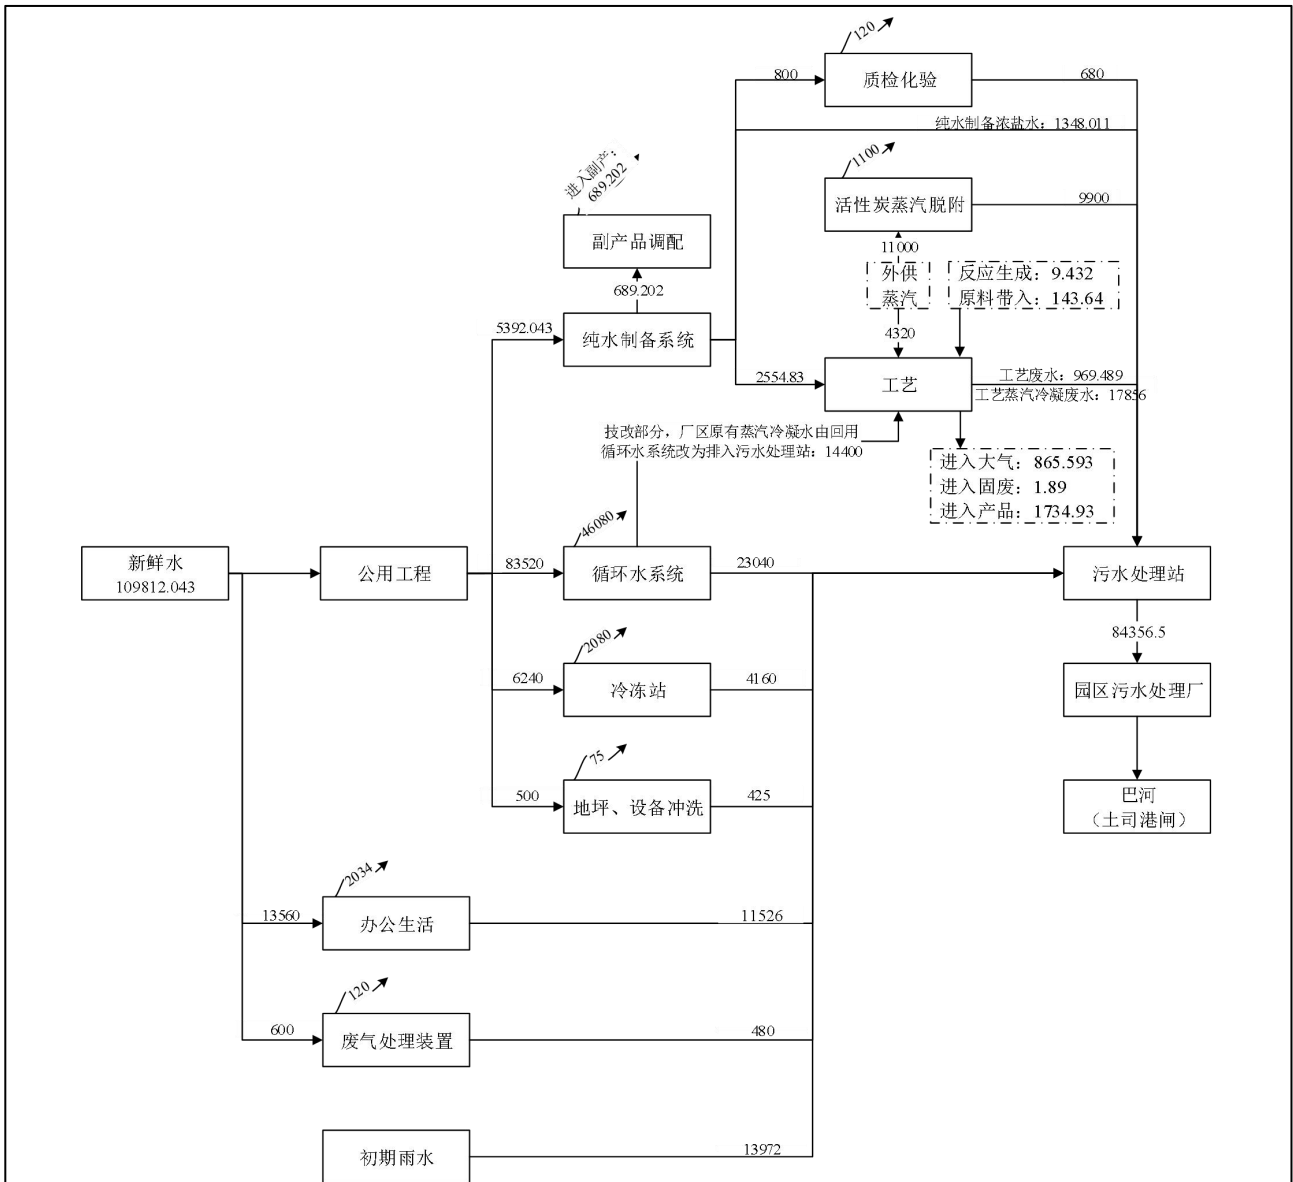 120
800
质检化验
680
纯水制备浓盐水：1348.011
进入副产：
689.202
1100
活性炭蒸汽脱附
9900
副产品调配
11000
外供
蒸汽
反应生成：9.432
原料带入：143.64
689.202
5392.043
纯水制备系统
4320
2554.83
工艺
工艺废水：969.489
工艺蒸汽冷凝废水：17856
技改部分，厂区原有蒸汽冷凝水由回用
循环水系统改为排入污水处理站：14400
进入大气：865.593
进入固废：1.89
进入产品：1734.93
46080
新鲜水
109812.043
公用工程
83520
循环水系统
23040
污水处理站
84356.5
2080
6240
冷冻站
4160
园区污水处理厂
75
500
地坪、设备冲洗
425
巴河
（土司港闸）
2034
13560
办公生活
11526
120
600
废气处理装置
480
初期雨水
13972